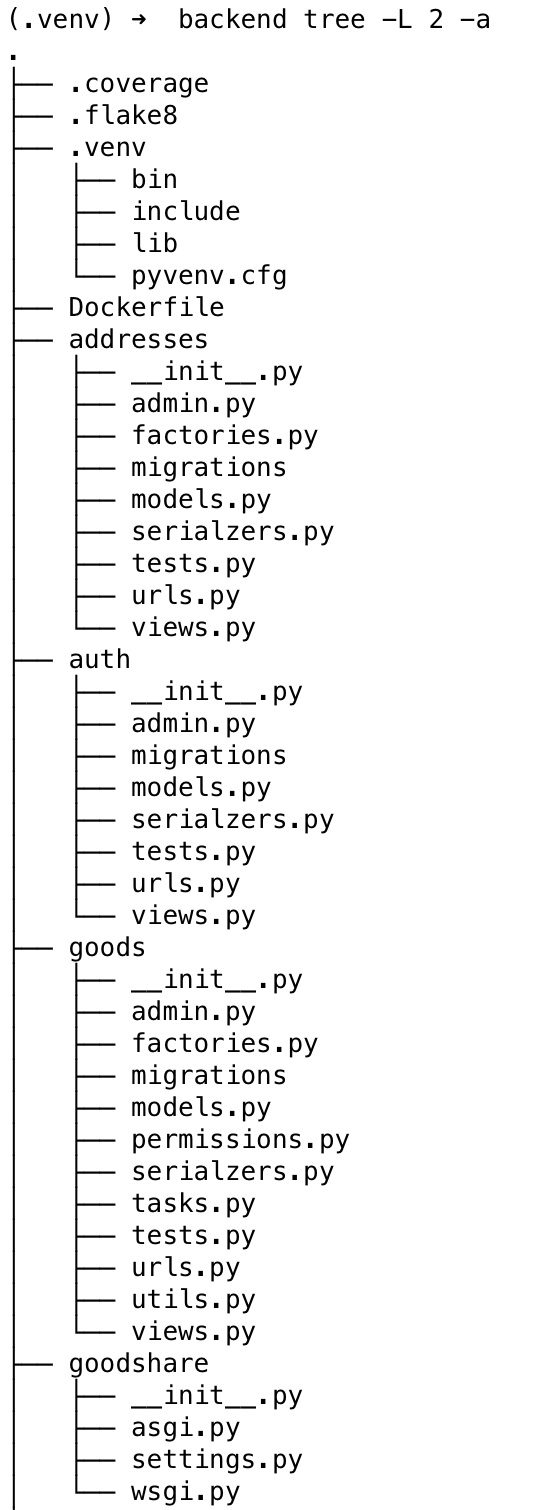 (.venv) ➜  backend tree -L 2 -a
.
├── .coverage
├── .flake8
├── .venv
│   ├── bin
│   ├── include
│   ├── lib
│   └── pyvenv.cfg
├── Dockerfile
├── addresses
│   ├── __init__.py
│   ├── admin.py
│   ├── factories.py
│   ├── migrations
│   ├── models.py
│   ├── serialzers.py
│   ├── tests.py
│   ├── urls.py
│   └── views.py
├── auth
│   ├── __init__.py
│   ├── admin.py
│   ├── migrations
│   ├── models.py
│   ├── serialzers.py
│   ├── tests.py
│   ├── urls.py
│   └── views.py
├── goods
│   ├── __init__.py
│   ├── admin.py
│   ├── factories.py
│   ├── migrations
│   ├── models.py
│   ├── permissions.py
│   ├── serialzers.py
│   ├── tasks.py
│   ├── tests.py
│   ├── urls.py
│   ├── utils.py
│   └── views.py
├── goodshare
│   ├── __init__.py
│   ├── asgi.py
│   ├── settings.py
│   └── wsgi.py